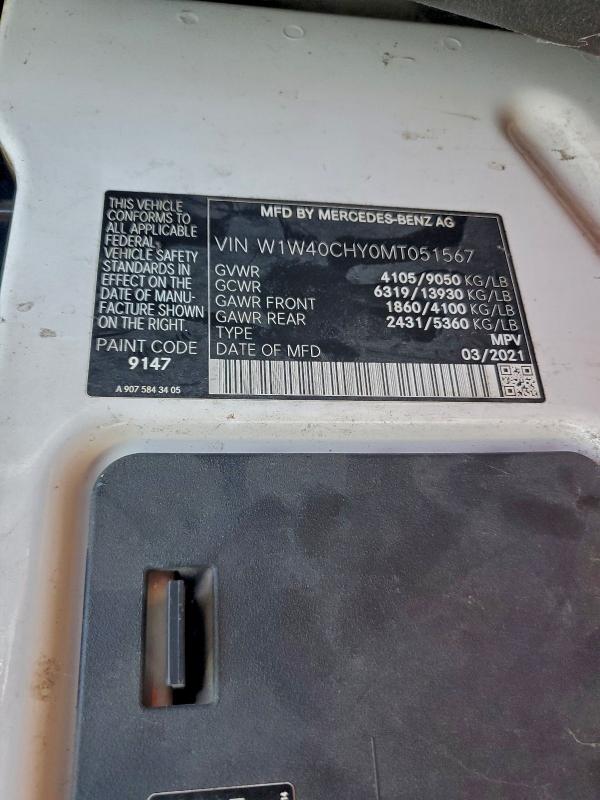 THIS VEHICLE
CONFORMS TO
ALL APPLICABLE
FEDERAL
VEHICLE SAFETY
STANDARDS IN
EFFECT ON THE
DATE OF MANU-
FACTURE SHOWN
ON THE RIGHT.
PAINT CODE
9147
A 907 584 34 05
MFD BY MERCEDES-BENZ AG
VIN W1W40CHY0MT051567
GVWR 4105/9050 KG/LB
GCWR 6319/13930 KG/LB
GAWR FRONT 1860/4100 KG/LB
GAWR REAR 2431/5360 KG/LB
TYPE MPV
DATE OF MFD 03/2021